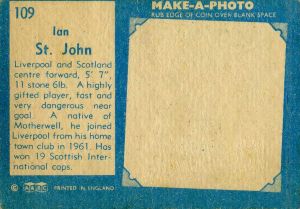 109
Ian
St. John
Liverpool and Scotland
centre forward, 5' 7",
11 stone 6lb. A highly
gifted player, fast and
very dangerous near
goal. A native of
Motherwell, he joined
Liverpool from his home
town club in 1961. Has
won 19 Scottish Inter-
national caps.
© A&BC PRINTED IN ENGLAND
MAKE-A-PHOTO
RUB EDGE OF COIN OVER BLANK SPACE